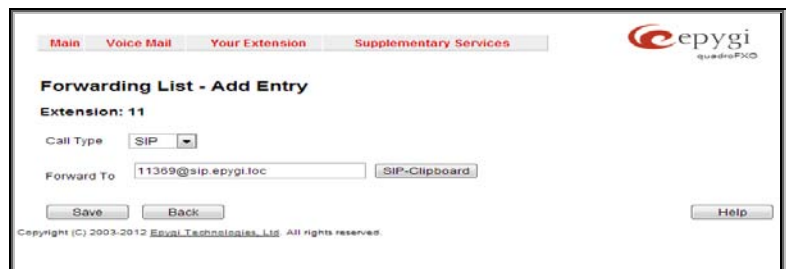 Main Voice Mail Your Extension Supplementary Services
epygi
quadroFXO
Forwarding List - Add Entry
Extension: 11
Call Type SIP
Forward To 11369@sip.epygi.loc SIP-Clipboard
Save Back Help
Copyright (C) 2003-2012 Epygi Technologies, Ltd. All rights reserved.